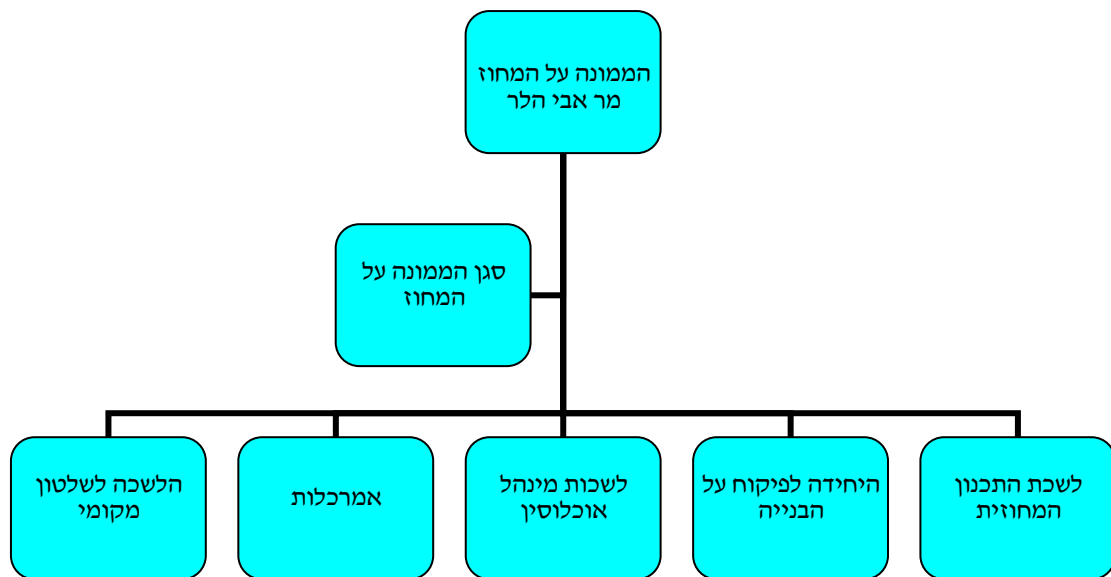 הממונה על המחוז
מר אבי הלר
סגן הממונה על
המחוז
לשכת התכנון
המחוזית
היחידה לפיקוח על
הבנייה
לשכות מינהל
אוכלוסין
אמרכלות
הלשכה לשלטון
מקומי